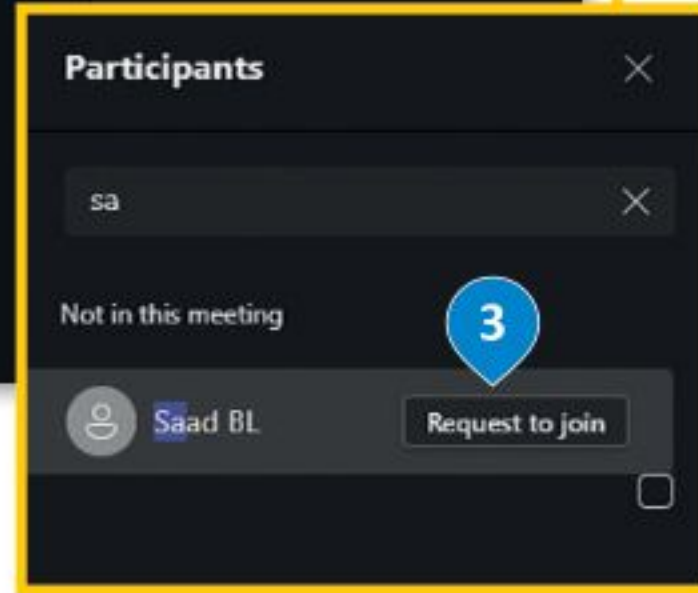 Participants
sa
Not in this meeting
3
Saad BL
Request to join